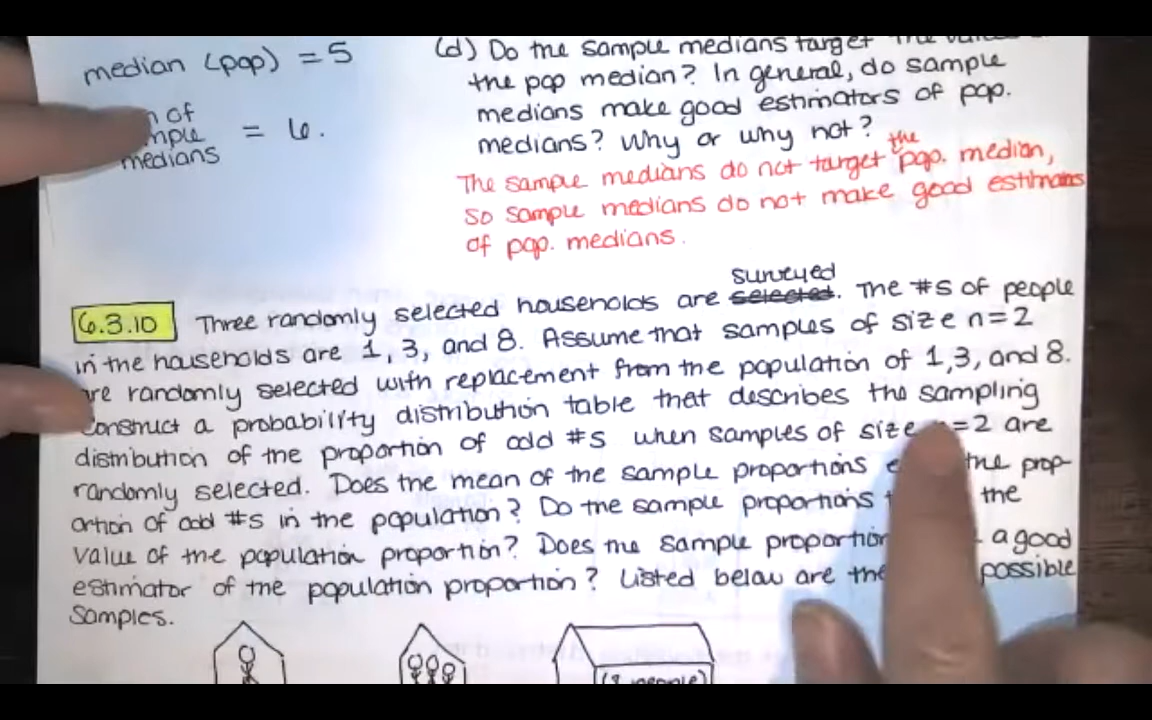 median (pop) = 5
of = 6.
medians
(d) Do the sample medians target
the pop median? In general, do sample
medians make good estimators of pop.
medians? Why or why not?
the
The sample medians do not target pop. median,
so sample medians do not make good estimators
of pop. medians.
surveyed
6.3.10 Three randomly selected households are selected. The #s of people
in the households are 1, 3, and 8. Assume that samples of size n=2
are randomly selected with replacement from the population of 1, 3, and 8.
Construct a probability distribution table that describes the sampling
distribution of the proportion of odd #s when samples of size n=2 are
randomly selected. Does the mean of the sample proportions the prop-
ortion of odd #s in the population? Do the sample proportions the
value of the population proportion? Does the sample proportion a good
estimator of the population proportion? Listed below are the possible
samples.
(8 people)